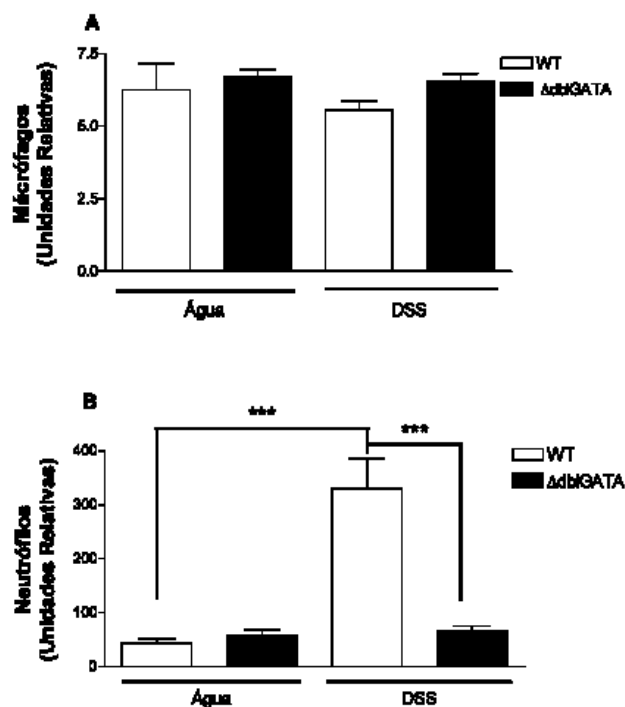 A
Macrófagos
(Unidades Relativas)
7.5
5.0
2.5
0.0
WT
ΔdblGATA
Água
DSS
B
Neutrófilos
(Unidades Relativas)
400
300
200
100
0
***
***
WT
ΔdblGATA
Água
DSS